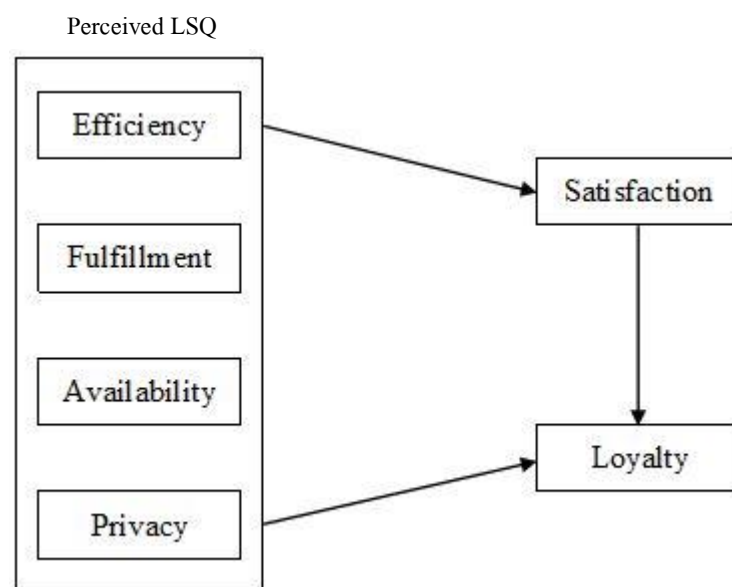 Perceived LSQ
Efficiency
Satisfaction
Fulfillment
Availability
Loyalty
Privacy